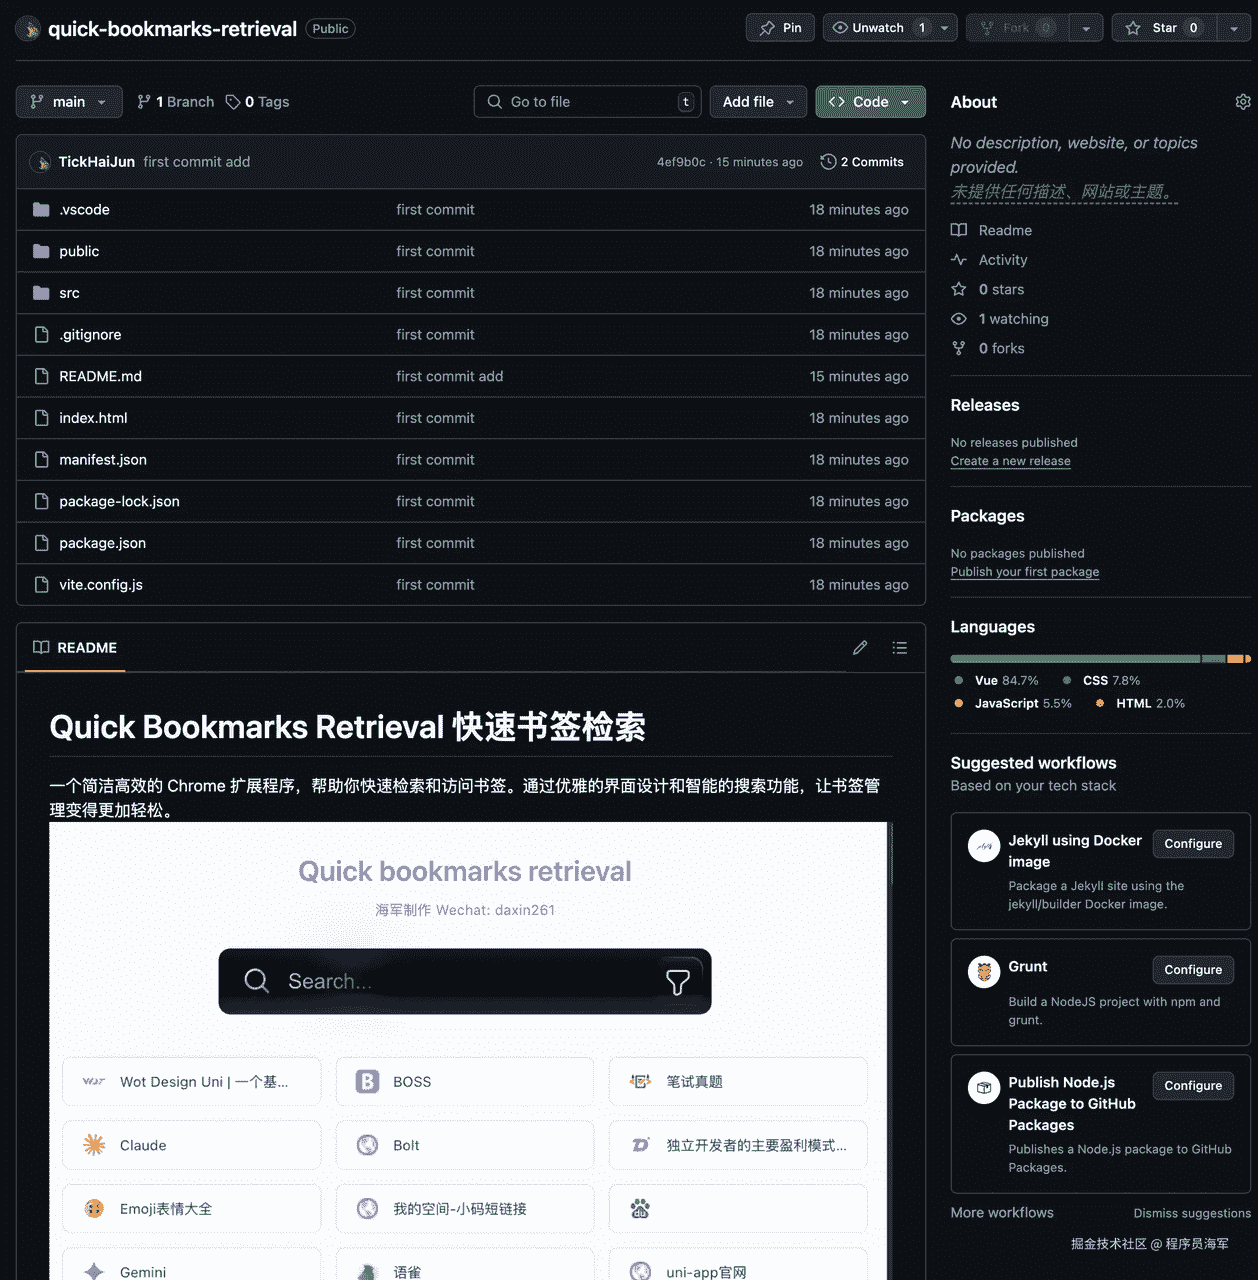 quick-bookmarks-retrieval Public
Pin
Unwatch 1
Fork 0
Star 0
main
1 Branch
0 Tags
Go to file t
Add file
Code
TickHaiJun first commit add 4ef9b0c · 15 minutes ago 2 Commits
.vscode first commit 18 minutes ago
public first commit 18 minutes ago
src first commit 18 minutes ago
.gitignore first commit 18 minutes ago
README.md first commit add 15 minutes ago
index.html first commit 18 minutes ago
manifest.json first commit 18 minutes ago
package-lock.json first commit 18 minutes ago
package.json first commit 18 minutes ago
vite.config.js first commit 18 minutes ago
README
Quick Bookmarks Retrieval 快速书签检索
一个简洁高效的 Chrome 扩展程序，帮助你快速检索和访问书签。通过优雅的界面设计和智能的搜索功能，让书签管
理变得更加轻松。
Quick bookmarks retrieval
海军制作 Wechat: daxin261
Search...
Wot Design Uni | 一个基...
BOSS
笔试真题
Claude
Bolt
独立开发者的主要盈利模式...
Emoji表情大全
我的空间-小码短链接
Gemini
语雀
uni-app官网
About
No description, website, or topics
provided.
未提供任何描述、网站或主题。
Readme
Activity
0 stars
1 watching
0 forks
Releases
No releases published
Create a new release
Packages
No packages published
Publish your first package
Languages
Vue 84.7% CSS 7.8%
JavaScript 5.5% HTML 2.0%
Suggested workflows
Based on your tech stack
Jekyll using Docker
image
Configure
Package a Jekyll site using the
jekyll/builder Docker image.
Grunt
Configure
Build a NodeJS project with npm and
grunt.
Publish Node.js
Package to GitHub
Packages
Configure
Publishes a Node.js package to GitHub
Packages.
More workflows
Dismiss suggestions
掘金技术社区 @ 程序员海军